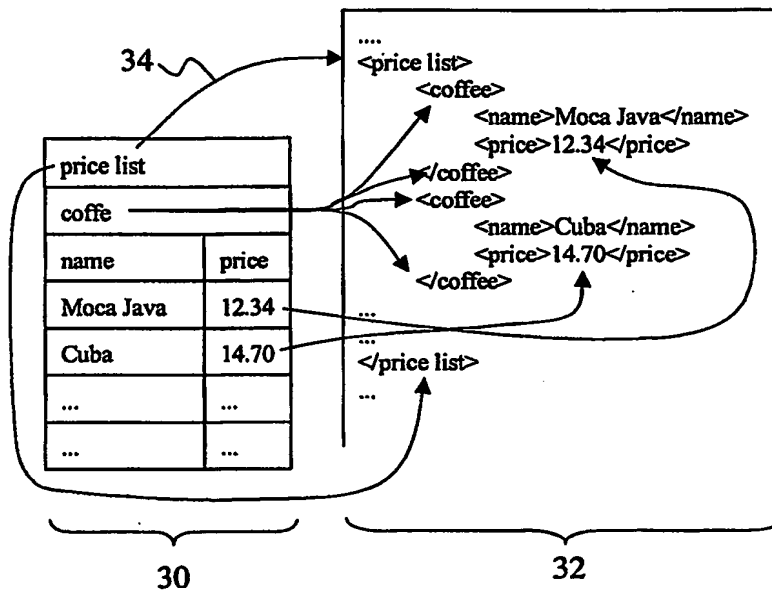 34
price list
coffe
name price
Moca Java 12.34
Cuba 14.70
... ...
... ...
30
....
<price list>
<coffee>
<name>Moca Java</name>
<price>12.34</price>
</coffee>
<coffee>
<name>Cuba</name>
<price>14.70</price>
</coffee>
...
...
</price list>
...
32